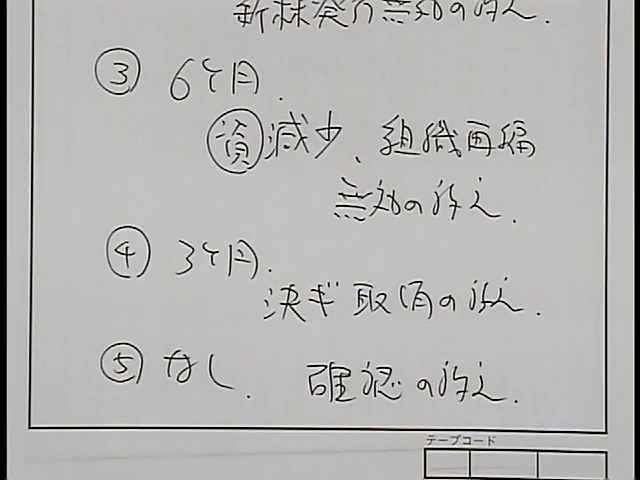 新株発行無効の訴え.
③ 6ヶ月.
資減少、組織再編
無効の訴え.
④ 3ヶ月.
決ギ取消の訴え.
⑤ なし.　確認の訴え.
テープコード